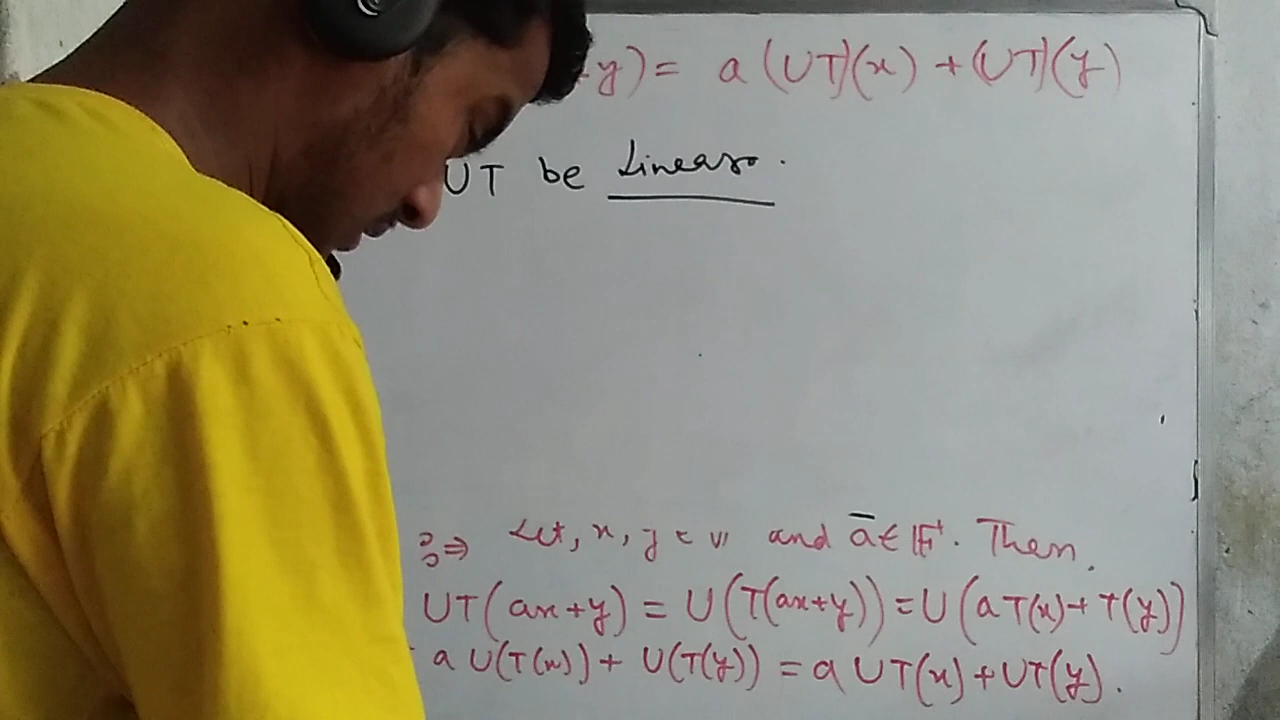 y) = a (UT)(x) + (UT)(y)
UT be Linear.
⇒ Let, x, y ∈ V and a ∈ F. Then,
UT(ax+y) = U(T(ax+y)) = U(aT(x)+T(y))
a U(T(x)) + U(T(y)) = a UT(x) + UT(y).